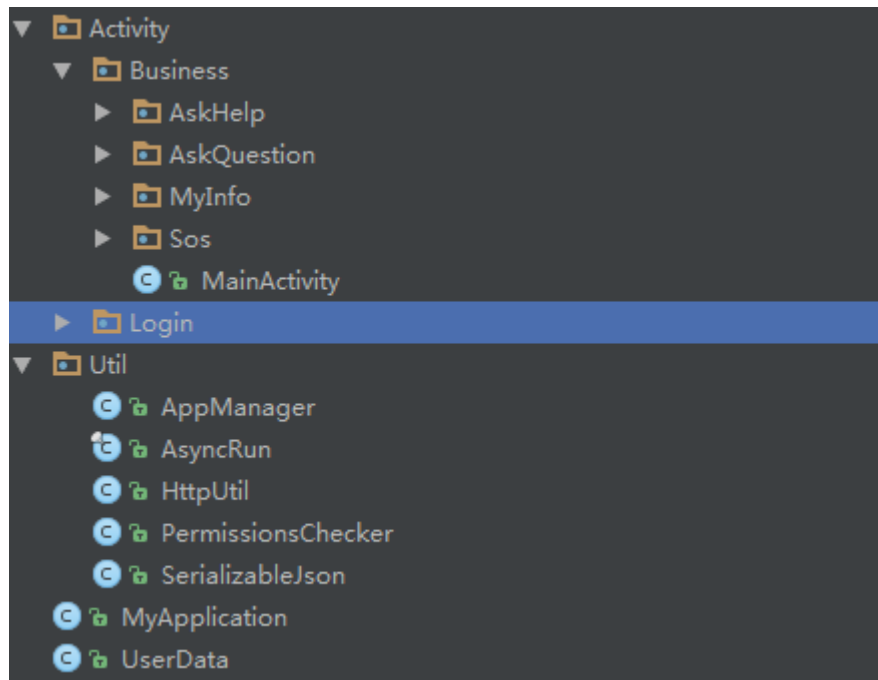 Activity
Business
AskHelp
AskQuestion
MyInfo
Sos
MainActivity
Login
Util
AppManager
AsyncRun
HttpUtil
PermissionsChecker
SerializableJson
MyApplication
UserData